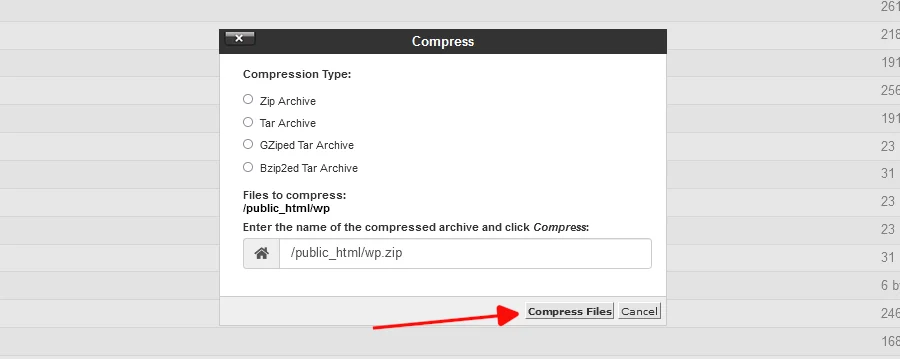 261
218
Compress
191
Compression Type:
256
Zip Archive
191
Tar Archive
23
GZiped Tar Archive
31
Bzip2ed Tar Archive
Files to compress:
23
/public_html/wp
23
Enter the name of the compressed archive and click Compress:
/public_html/wp.zip
31
6 b
Compress Files Cancel
246
168